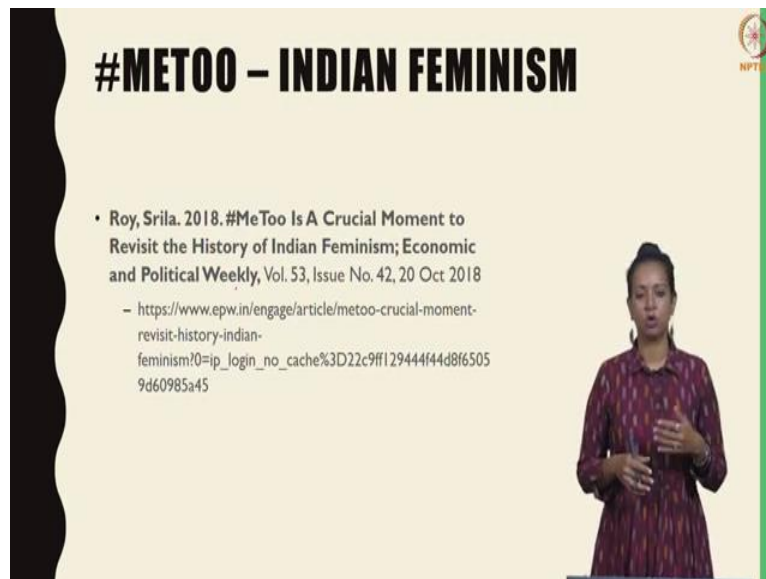 #METOO – INDIAN FEMINISM
• Roy, Srila. 2018. #MeToo Is A Crucial Moment to
Revisit the History of Indian Feminism; Economic
and Political Weekly, Vol. 53, Issue No. 42, 20 Oct 2018
– https://www.epw.in/engage/article/metoo-crucial-moment-
revisit-history-indian-
feminism?0=ip_login_no_cache%3D22c9ff129444f44d8f6505
9d60985a45